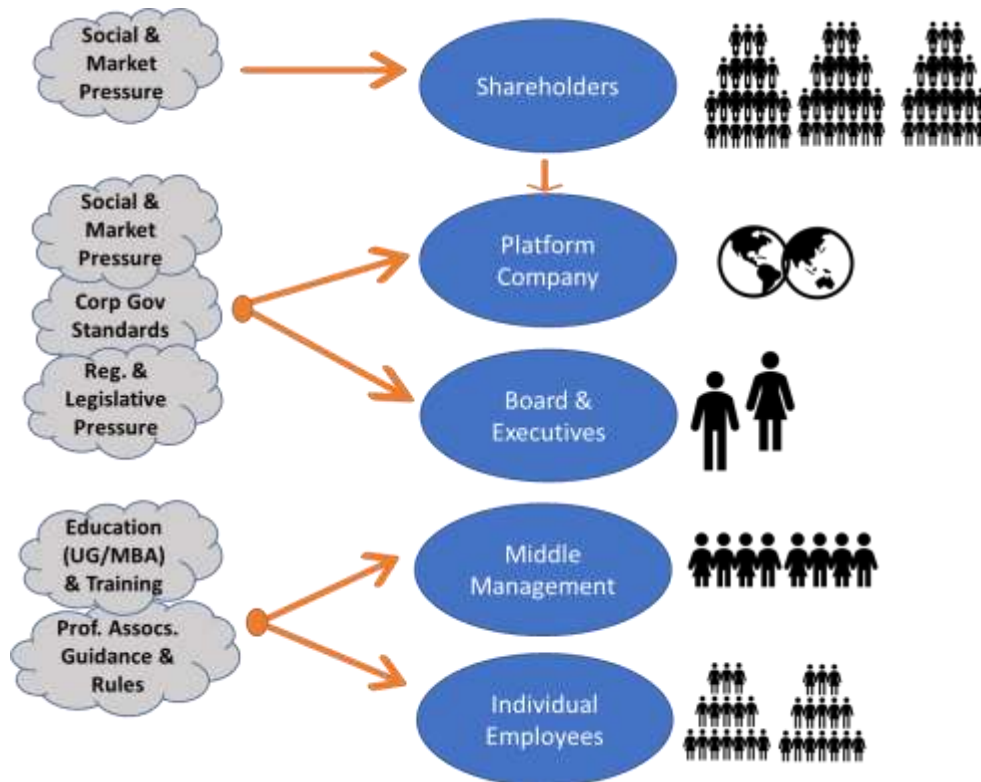 Social &
Market
Pressure
Shareholders
Social &
Market
Pressure
Platform
Company
Corp Gov
Standards
Reg. &
Legislative
Pressure
Board &
Executives
Education
(UG/MBA)
& Training
Middle
Management
Prof. Assocs.
Guidance &
Rules
Individual
Employees